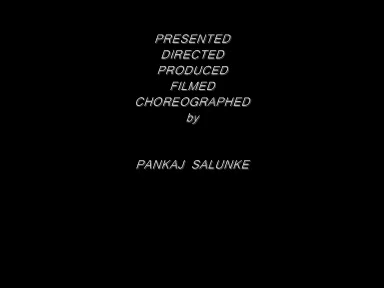 PRESENTED
DIRECTED
PRODUCED
FILMED
CHOREOGRAPHED
by
PANKAJ SALUNKE